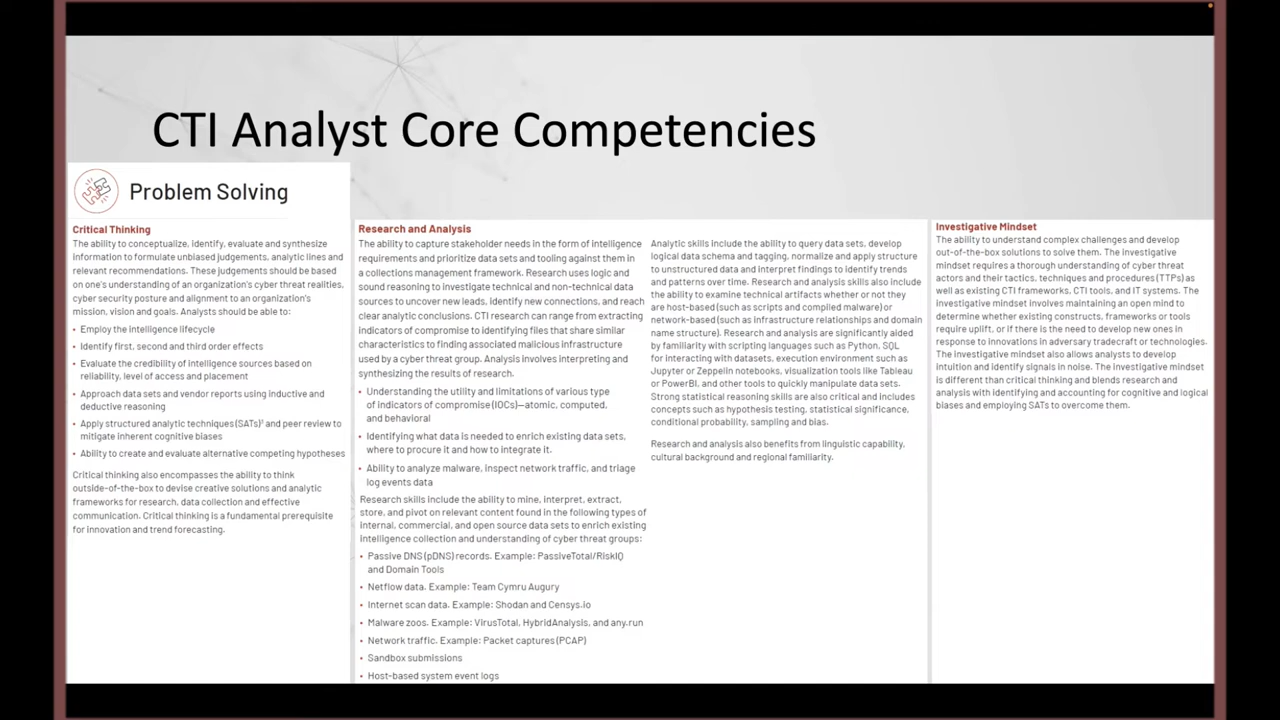 CTI Analyst Core Competencies
Problem Solving
Critical Thinking
The ability to conceptualize, identify, evaluate and synthesize
information to formulate unbiased judgements, analytic lines and
relevant recommendations. These judgements should be based
on one's understanding of an organization's cyber threat realities,
cyber security posture and alignment to an organization's
mission, vision and goals. Analysts should be able to:
• Employ the intelligence lifecycle
• Identify first, second and third order effects
• Evaluate the credibility of intelligence sources based on
reliability, level of access and placement
• Approach data sets and vendor reports using inductive and
deductive reasoning
• Apply structured analytic techniques (SATs)² and peer review to
mitigate inherent cognitive biases
• Ability to create and evaluate alternative competing hypotheses
Critical thinking also encompasses the ability to think
outside-of-the-box to devise creative solutions and analytic
frameworks for research, data collection and effective
communication. Critical thinking is a fundamental prerequisite
for innovation and trend forecasting.
Research and Analysis
The ability to capture stakeholder needs in the form of intelligence
requirements and prioritize data sets and tooling against them in
a collections management framework. Research uses logic and
sound reasoning to investigate technical and non-technical data
sources to uncover new leads, identify new connections, and reach
clear analytic conclusions. CTI research can range from extracting
indicators of compromise to identifying files that share similar
characteristics to finding associated malicious infrastructure
used by a cyber threat group. Analysis involves interpreting and
synthesizing the results of research.
• Understanding the utility and limitations of various type
of indicators of compromise (IOCs)—atomic, computed,
and behavioral
• Identifying what data is needed to enrich existing data sets,
where to procure it and how to integrate it.
• Ability to analyze malware, inspect network traffic, and triage
log events data
Research skills include the ability to mine, interpret, extract,
store, and pivot on relevant content found in the following types of
internal, commercial, and open source data sets to enrich existing
intelligence collection and understanding of cyber threat groups:
• Passive DNS (pDNS) records. Example: PassiveTotal/RiskIQ
and Domain Tools
• Netflow data. Example: Team Cymru Augury
• Internet scan data. Example: Shodan and Censys.io
• Malware zoos. Example: VirusTotal, HybridAnalysis, and any.run
• Network traffic. Example: Packet captures (PCAP)
• Sandbox submissions
• Host-based system event logs
Analytic skills include the ability to query data sets, develop
logical data schema and tagging, normalize and apply structure
to unstructured data and interpret findings to identify trends
and patterns over time. Research and analysis skills also include
the ability to examine technical artifacts whether or not they
are host-based (such as scripts and compiled malware) or
network-based (such as infrastructure relationships and domain
name structure). Research and analysis are significantly aided
by familiarity with scripting languages such as Python, SQL
for interacting with datasets, execution environment such as
Jupyter or Zeppelin notebooks, visualization tools like Tableau
or PowerBI, and other tools to quickly manipulate data sets.
Strong statistical reasoning skills are also critical and includes
concepts such as hypothesis testing, statistical significance,
conditional probability, sampling and bias.
Research and analysis also benefits from linguistic capability,
cultural background and regional familiarity.
Investigative Mindset
The ability to understand complex challenges and develop
out-of-the-box solutions to solve them. The investigative
mindset requires a thorough understanding of cyber threat
actors and their tactics, techniques and procedures (TTPs) as
well as existing CTI frameworks, CTI tools, and IT systems. The
investigative mindset involves maintaining an open mind to
determine whether existing constructs, frameworks or tools
require uplift, or if there is the need to develop new ones in
response to innovations in adversary tradecraft or technologies.
The investigative mindset also allows analysts to develop
intuition and identify signals in noise. The investigative mindset
is different than critical thinking and blends research and
analysis with identifying and accounting for cognitive and logical
biases and employing SATs to overcome them.